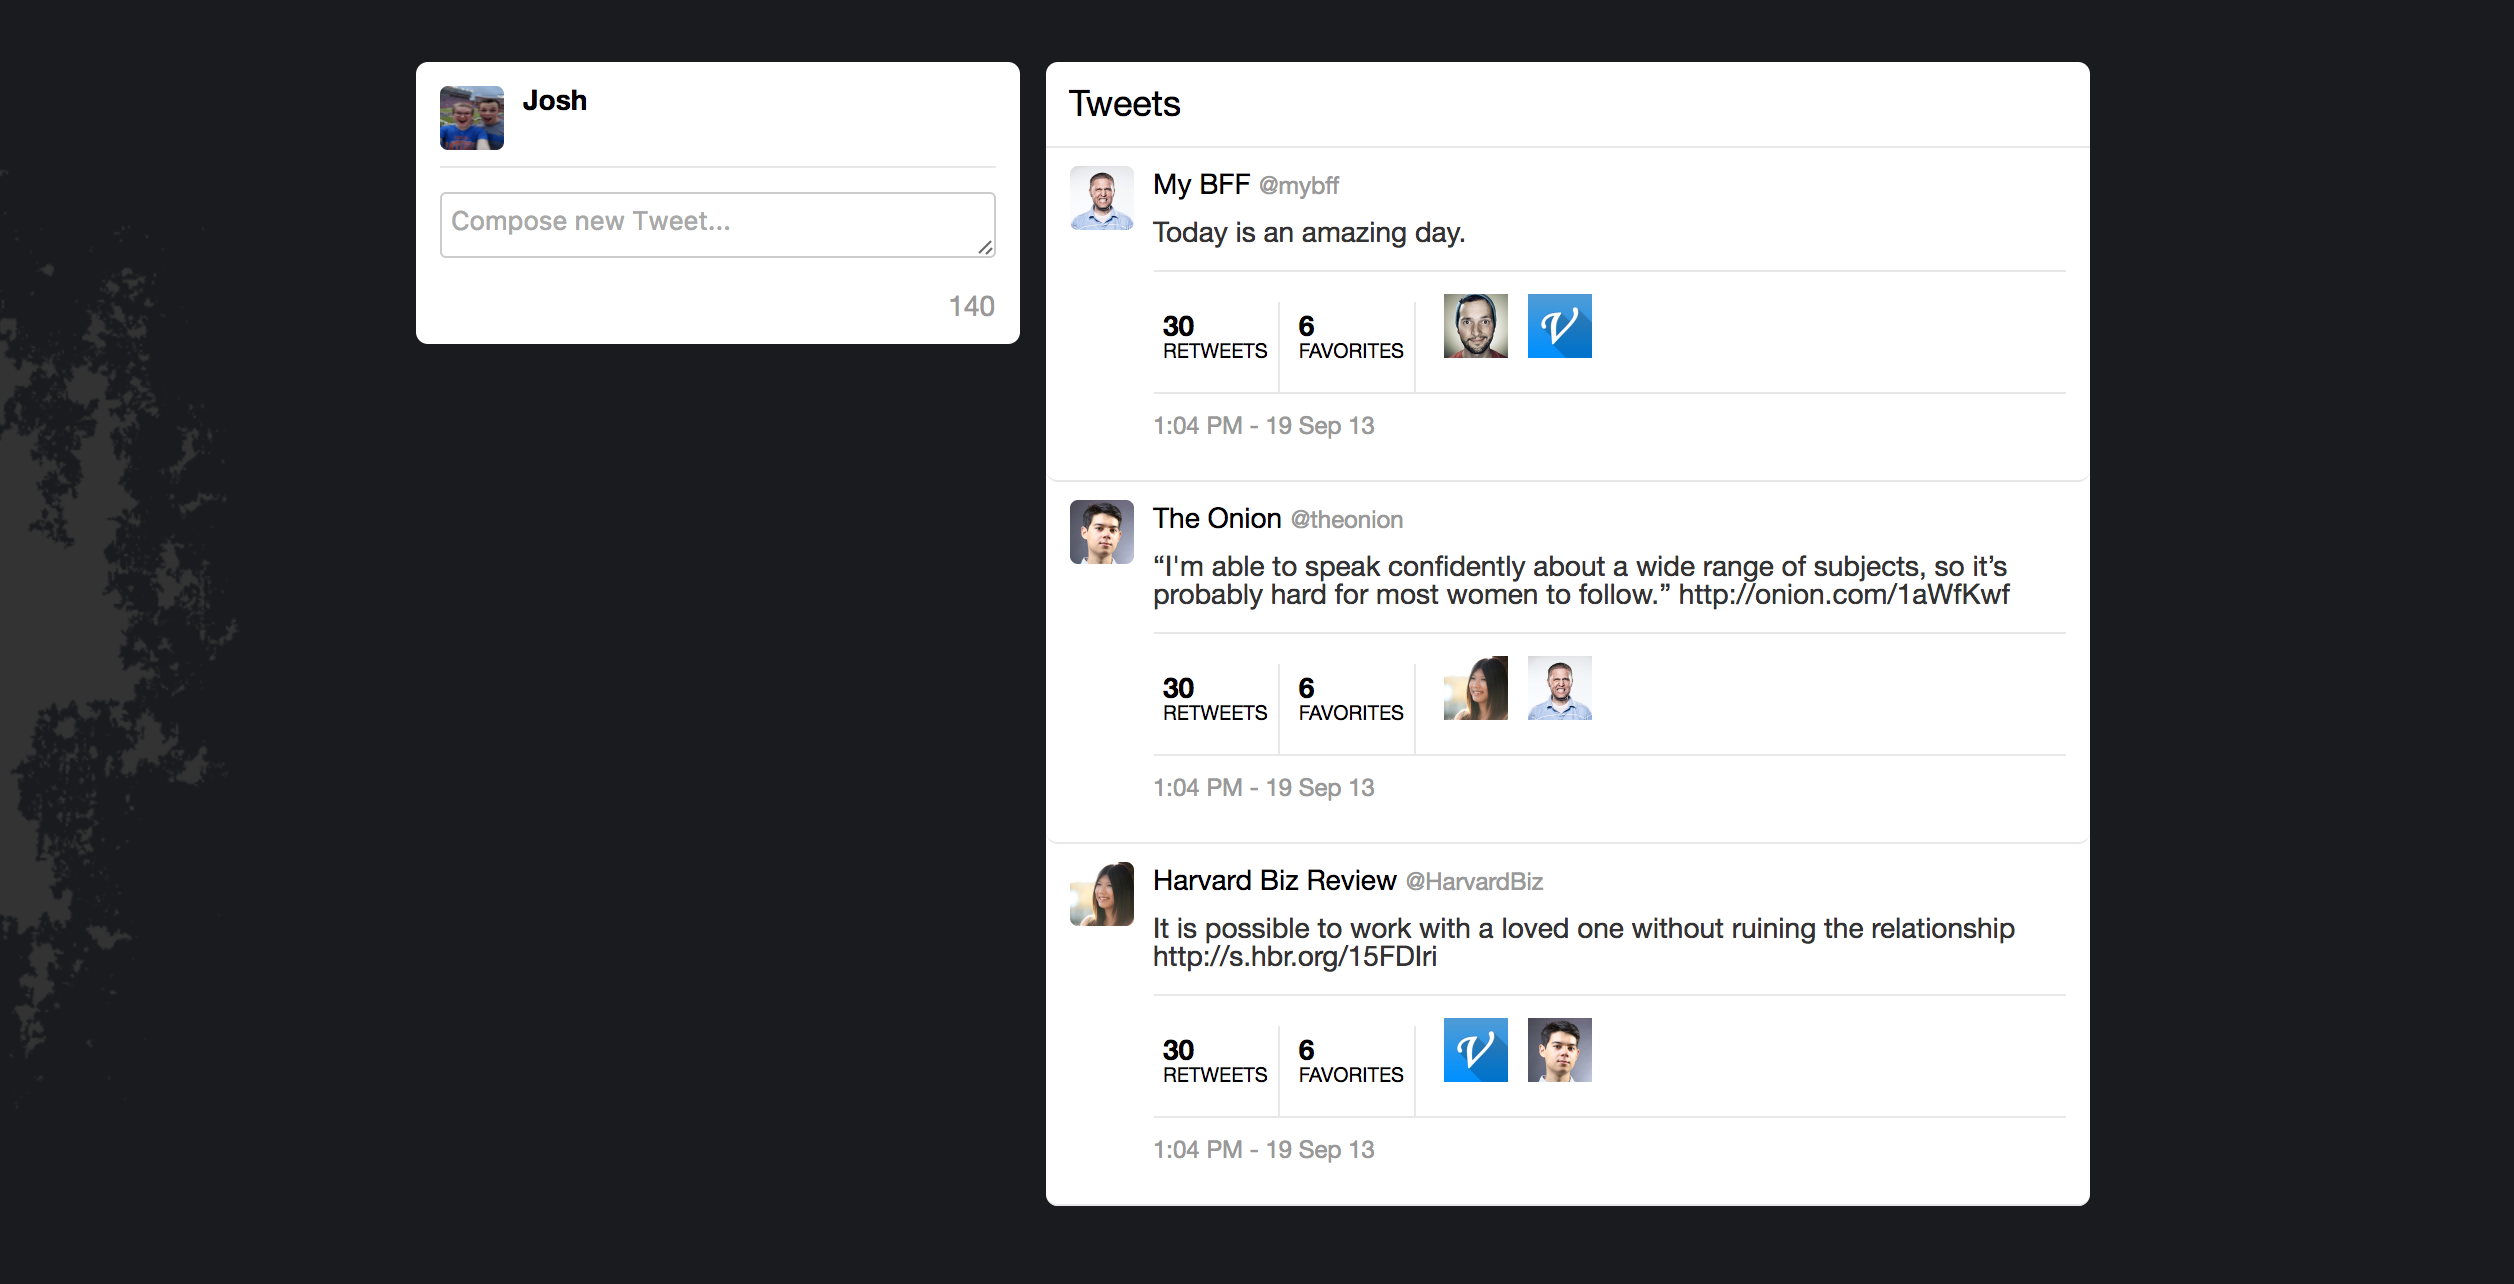 Josh
Compose new Tweet...
140
Tweets
My BFF @mybff
Today is an amazing day.
30
RETWEETS
6
FAVORITES
V
1:04 PM - 19 Sep 13
The Onion @theonion
“I'm able to speak confidently about a wide range of subjects, so it’s
probably hard for most women to follow.” http://onion.com/1aWfKwf
30
RETWEETS
6
FAVORITES
1:04 PM - 19 Sep 13
Harvard Biz Review @HarvardBiz
It is possible to work with a loved one without ruining the relationship
http://s.hbr.org/15FDIri
30
RETWEETS
6
FAVORITES
V
1:04 PM - 19 Sep 13